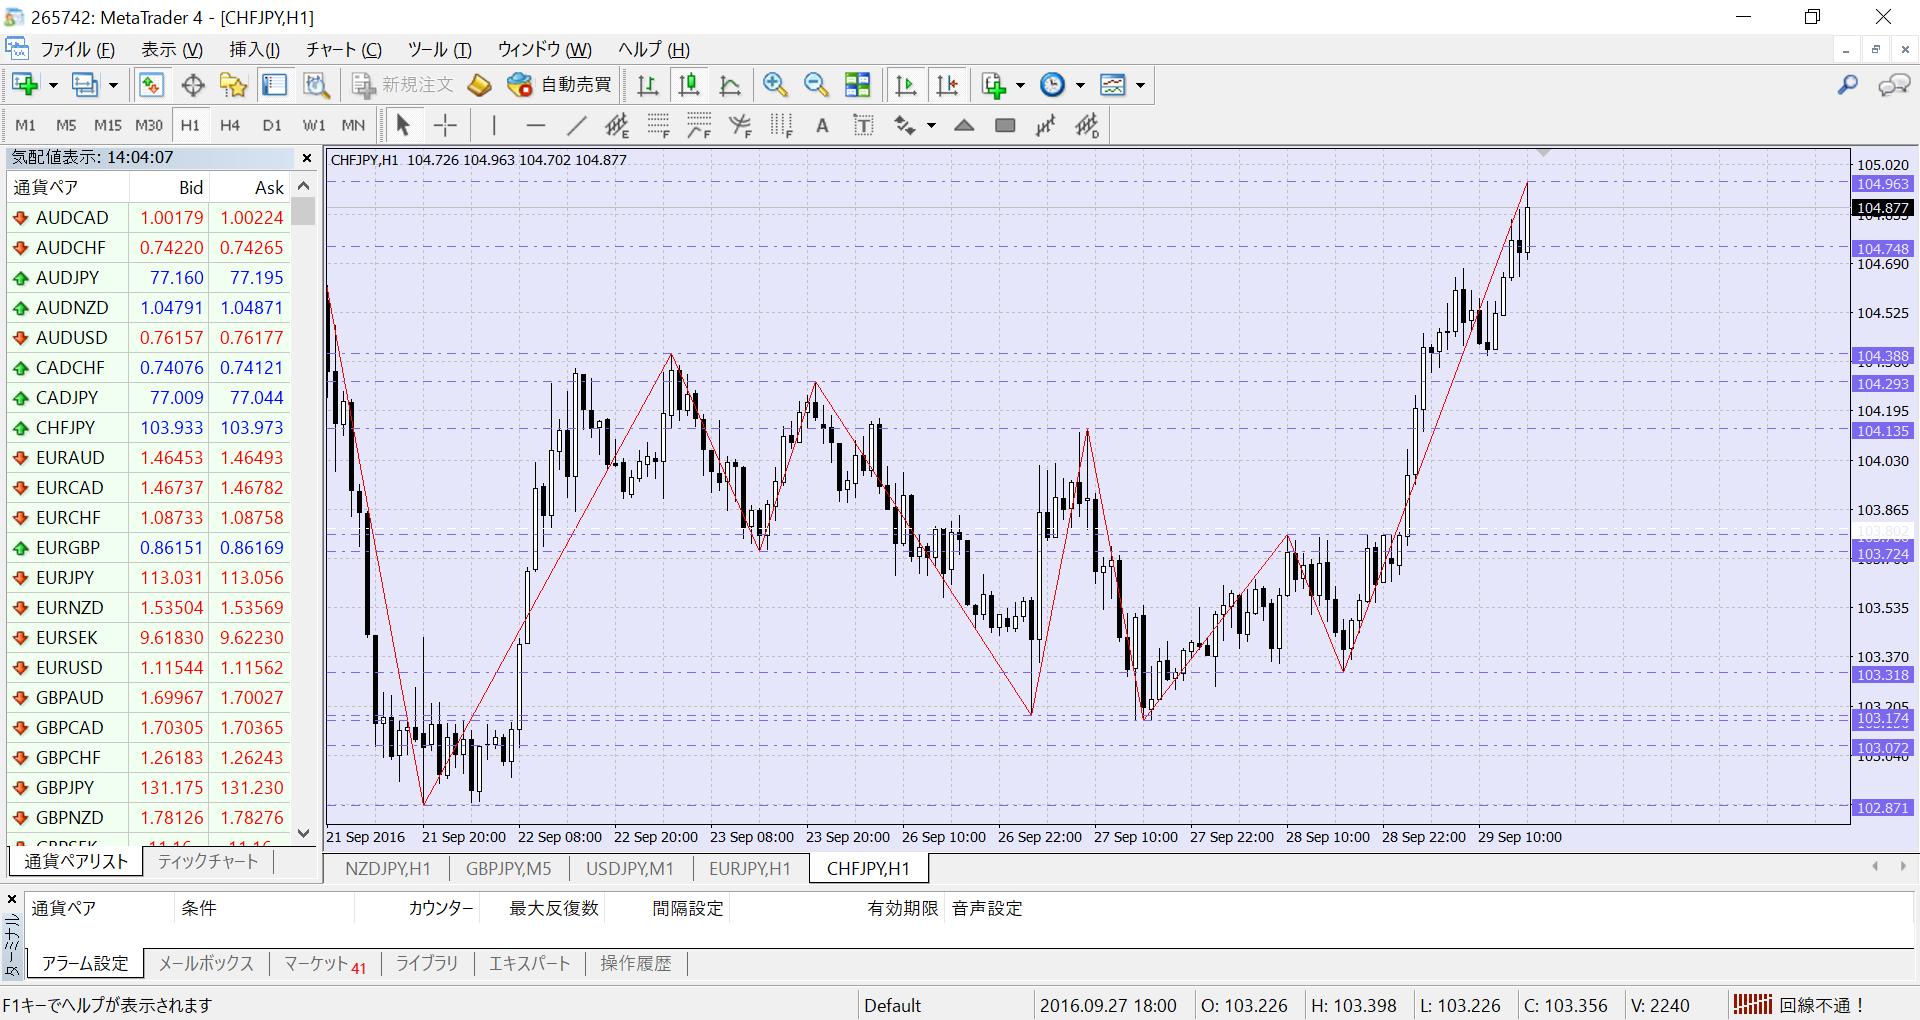 265742: MetaTrader 4 - [CHFJPY,H1]
ファイル (F) 表示 (V) 挿入(I) チャート (C) ツール (T) ウィンドウ (W) ヘルプ (H)
新規注文 自動売買
M1 M5 M15 M30 H1 H4 D1 W1 MN E F F F F A T D
気配値表示: 14:04:07
通貨ペア Bid Ask
AUDCAD 1.00179 1.00224
AUDCHF 0.74220 0.74265
AUDJPY 77.160 77.195
AUDNZD 1.04791 1.04871
AUDUSD 0.76157 0.76177
CADCHF 0.74076 0.74121
CADJPY 77.009 77.044
CHFJPY 103.933 103.973
EURAUD 1.46453 1.46493
EURCAD 1.46737 1.46782
EURCHF 1.08733 1.08758
EURGBP 0.86151 0.86169
EURJPY 113.031 113.056
EURNZD 1.53504 1.53569
EURSEK 9.61830 9.62230
EURUSD 1.11544 1.11562
GBPAUD 1.69967 1.70027
GBPCAD 1.70305 1.70365
GBPCHF 1.26183 1.26243
GBPJPY 131.175 131.230
GBPNZD 1.78126 1.78276
通貨ペアリスト ティックチャート
CHFJPY,H1 104.726 104.963 104.702 104.877
105.020
104.963
104.877
104.748
104.690
104.525
104.388
104.293
104.195
104.135
104.030
103.865
103.802
103.724
103.535
103.370
103.318
103.205
103.174
103.072
103.040
102.871
21 Sep 2016 21 Sep 20:00 22 Sep 08:00 22 Sep 20:00 23 Sep 08:00 23 Sep 20:00 26 Sep 10:00 26 Sep 22:00 27 Sep 10:00 27 Sep 22:00 28 Sep 10:00 28 Sep 22:00 29 Sep 10:00
NZDJPY,H1 GBPJPY,M5 USDJPY,M1 EURJPY,H1 CHFJPY,H1
ターミナル
通貨ペア 条件 カウンター 最大反復数 間隔設定 有効期限 音声設定
アラーム設定 メールボックス マーケット 41 ライブラリ エキスパート 操作履歴
F1キーでヘルプが表示されます Default 2016.09.27 18:00 O: 103.226 H: 103.398 L: 103.226 C: 103.356 V: 2240 回線不通！